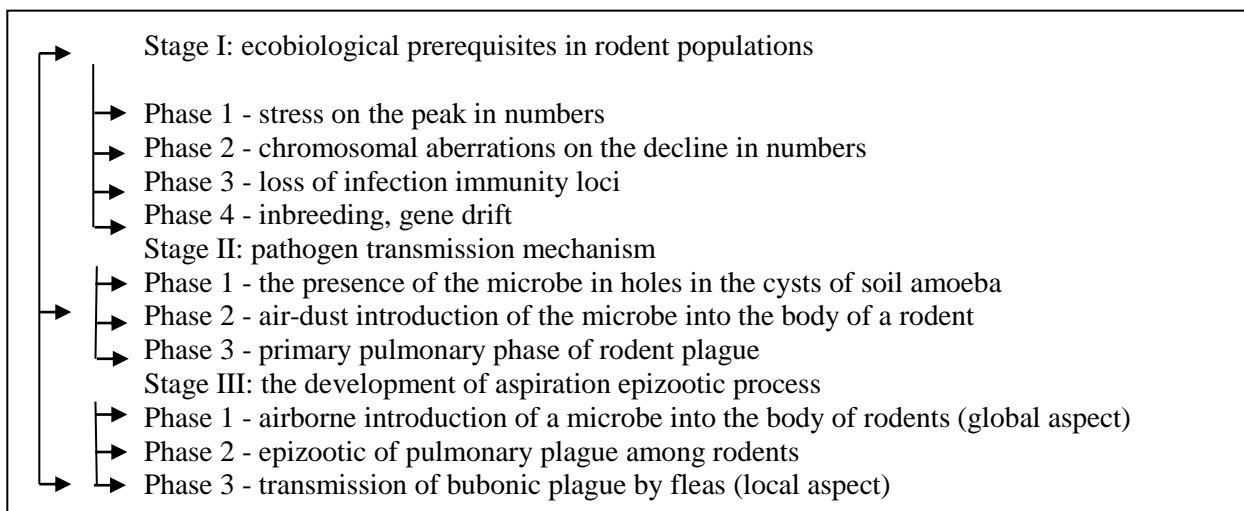 Stage I: ecobiological prerequisites in rodent populations
Phase 1 - stress on the peak in numbers
Phase 2 - chromosomal aberrations on the decline in numbers
Phase 3 - loss of infection immunity loci
Phase 4 - inbreeding, gene drift
Stage II: pathogen transmission mechanism
Phase 1 - the presence of the microbe in holes in the cysts of soil amoeba
Phase 2 - air-dust introduction of the microbe into the body of a rodent
Phase 3 - primary pulmonary phase of rodent plague
Stage III: the development of aspiration epizootic process
Phase 1 - airborne introduction of a microbe into the body of rodents (global aspect)
Phase 2 - epizootic of pulmonary plague among rodents
Phase 3 - transmission of bubonic plague by fleas (local aspect)